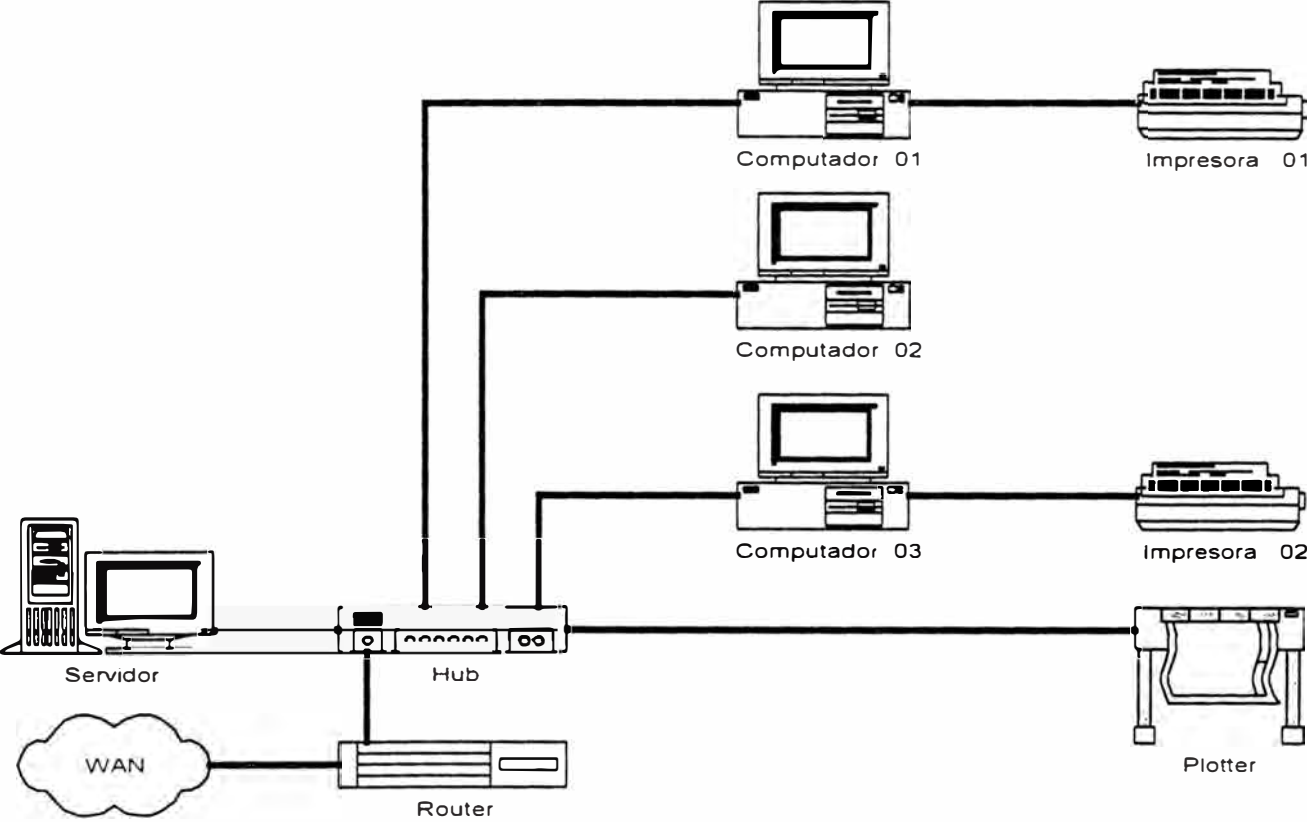 Computador 01
Impresora 01
Computador 02
Computador 03
Impresora 02
Servidor
Hub
WAN
Router
Plotter